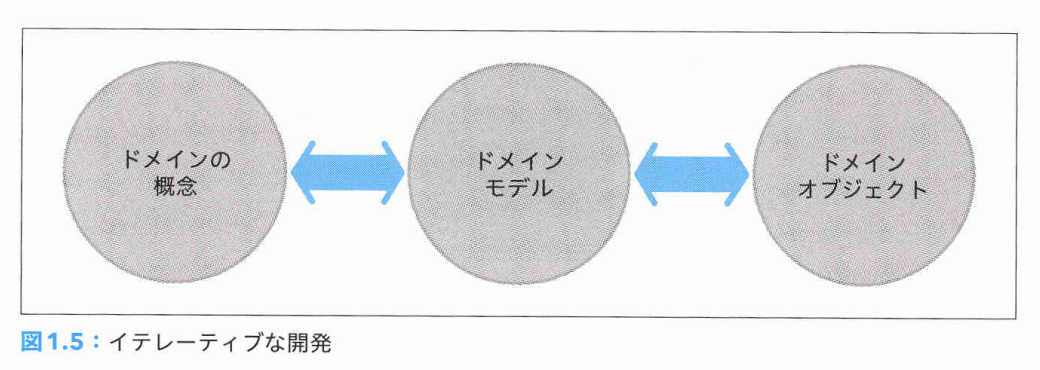 ドメインの
概念
ドメイン
モデル
ドメイン
オブジェクト
図1.5：イテレーティブな開発